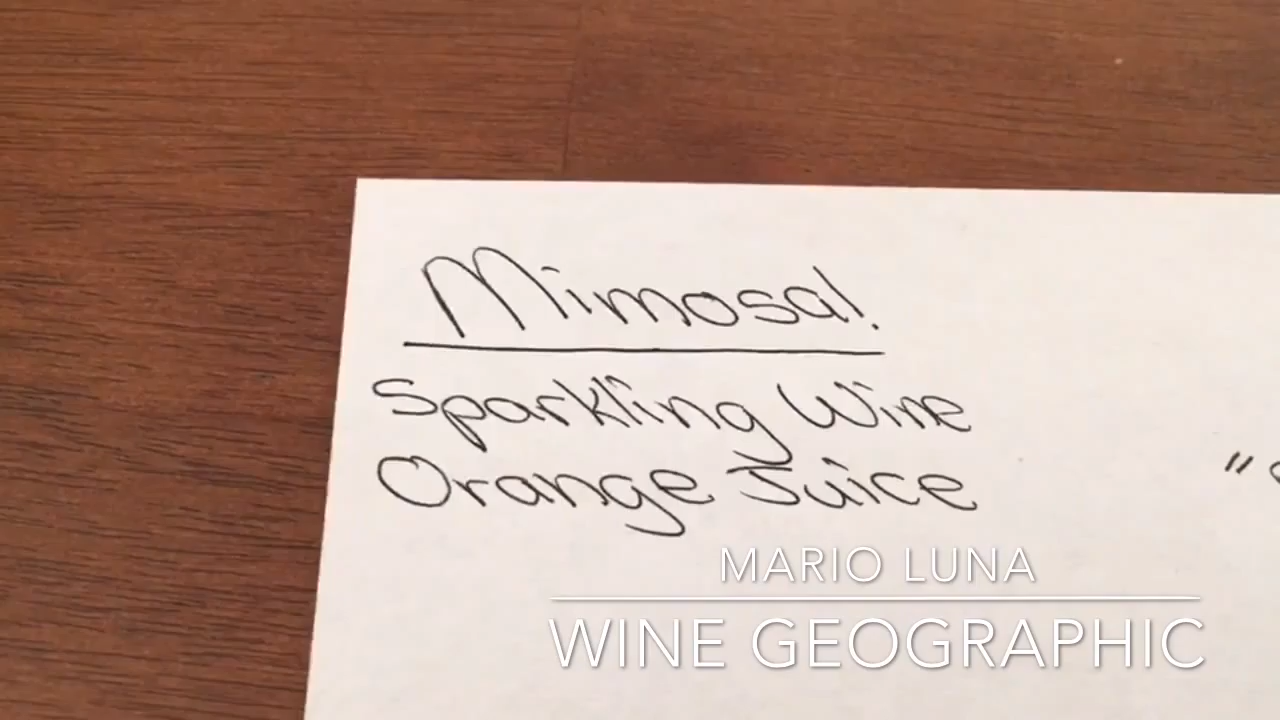 Mimosa!
Sparkling Wine
Orange Juice
"
MARIO LUNA
WINE GEOGRAPHIC